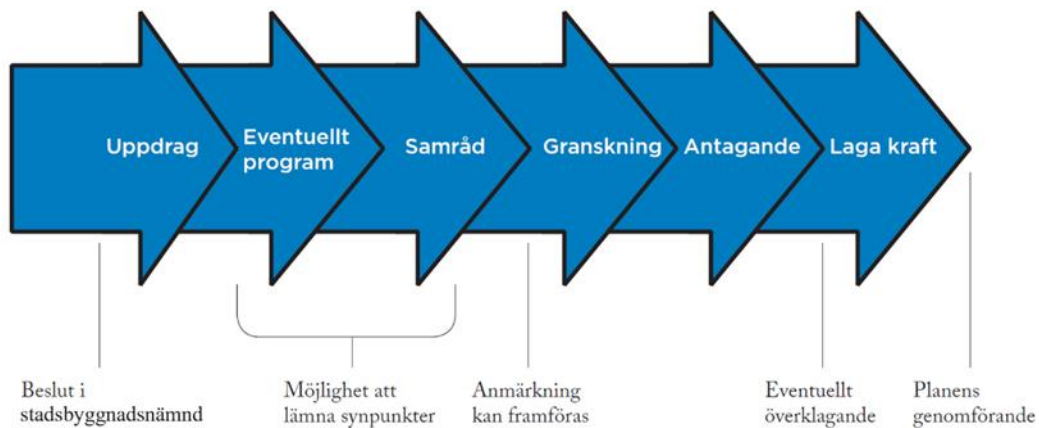 Uppdrag
Eventuellt
program
Samråd
Granskning
Antagande
Laga kraft
Beslut i
stadsbyggnadsnämnd
Möjlighet att
lämna synpunkter
Anmärkning
kan framföras
Eventuellt
överklagande
Planens
genomförande